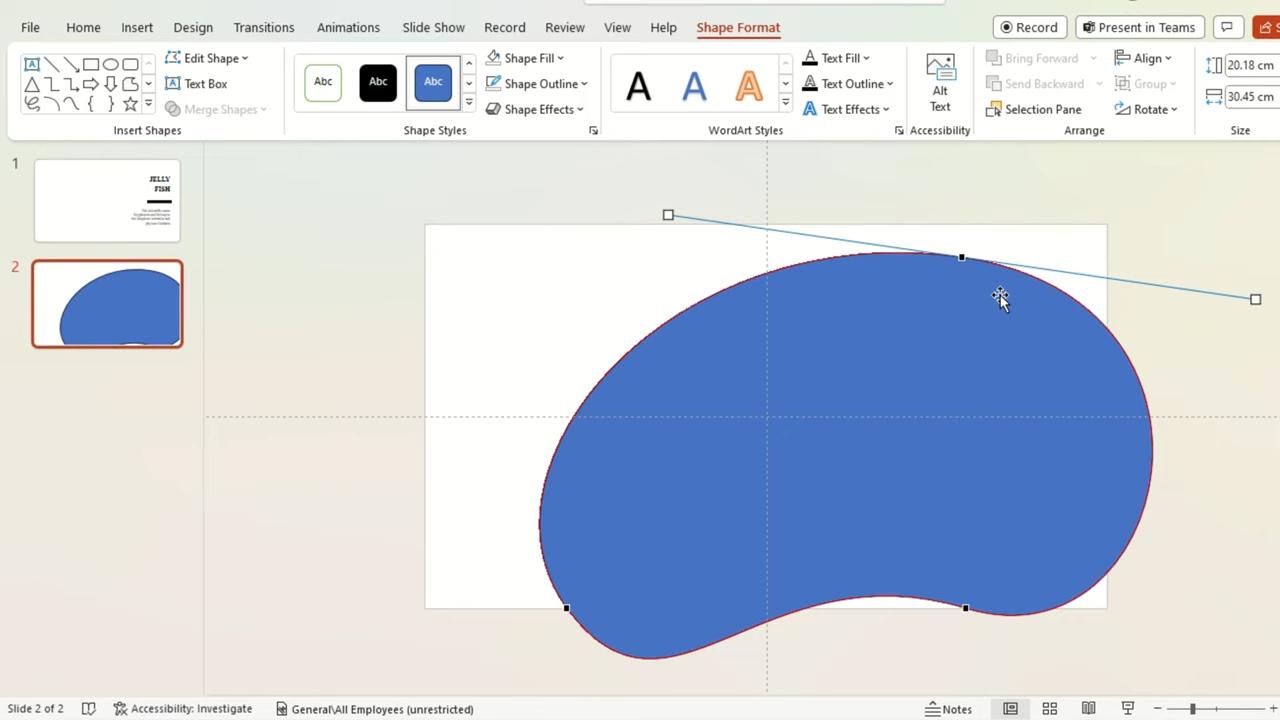 File Home Insert Design Transitions Animations Slide Show Record Review View Help Shape Format Record Present in Teams
Edit Shape Shape Fill Text Fill Bring Forward Align 20.18 cm
Abc Abc Abc A A A
Text Box Shape Outline Text Outline Alt Text Send Backward Group
Merge Shapes Shape Effects Text Effects Selection Pane Rotate 30.45 cm
Insert Shapes Shape Styles WordArt Styles Accessibility Arrange Size
1
JELLY
FISH
2
Slide 2 of 2 Accessibility: Investigate General\All Employees (unrestricted) Notes